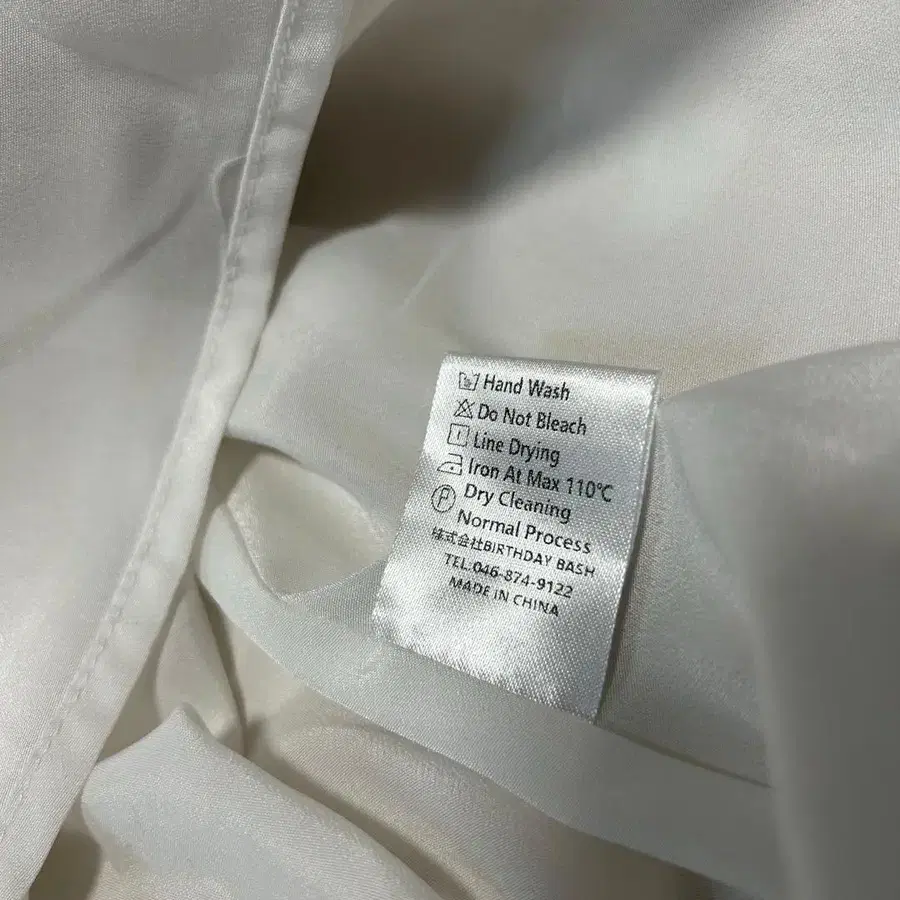 Hand Wash
Do Not Bleach
Line Drying
Iron At Max 110℃
Dry Cleaning
Normal Process
株式会社BIRTHDAY BASH
TEL.046-874-9122
MADE IN CHINA